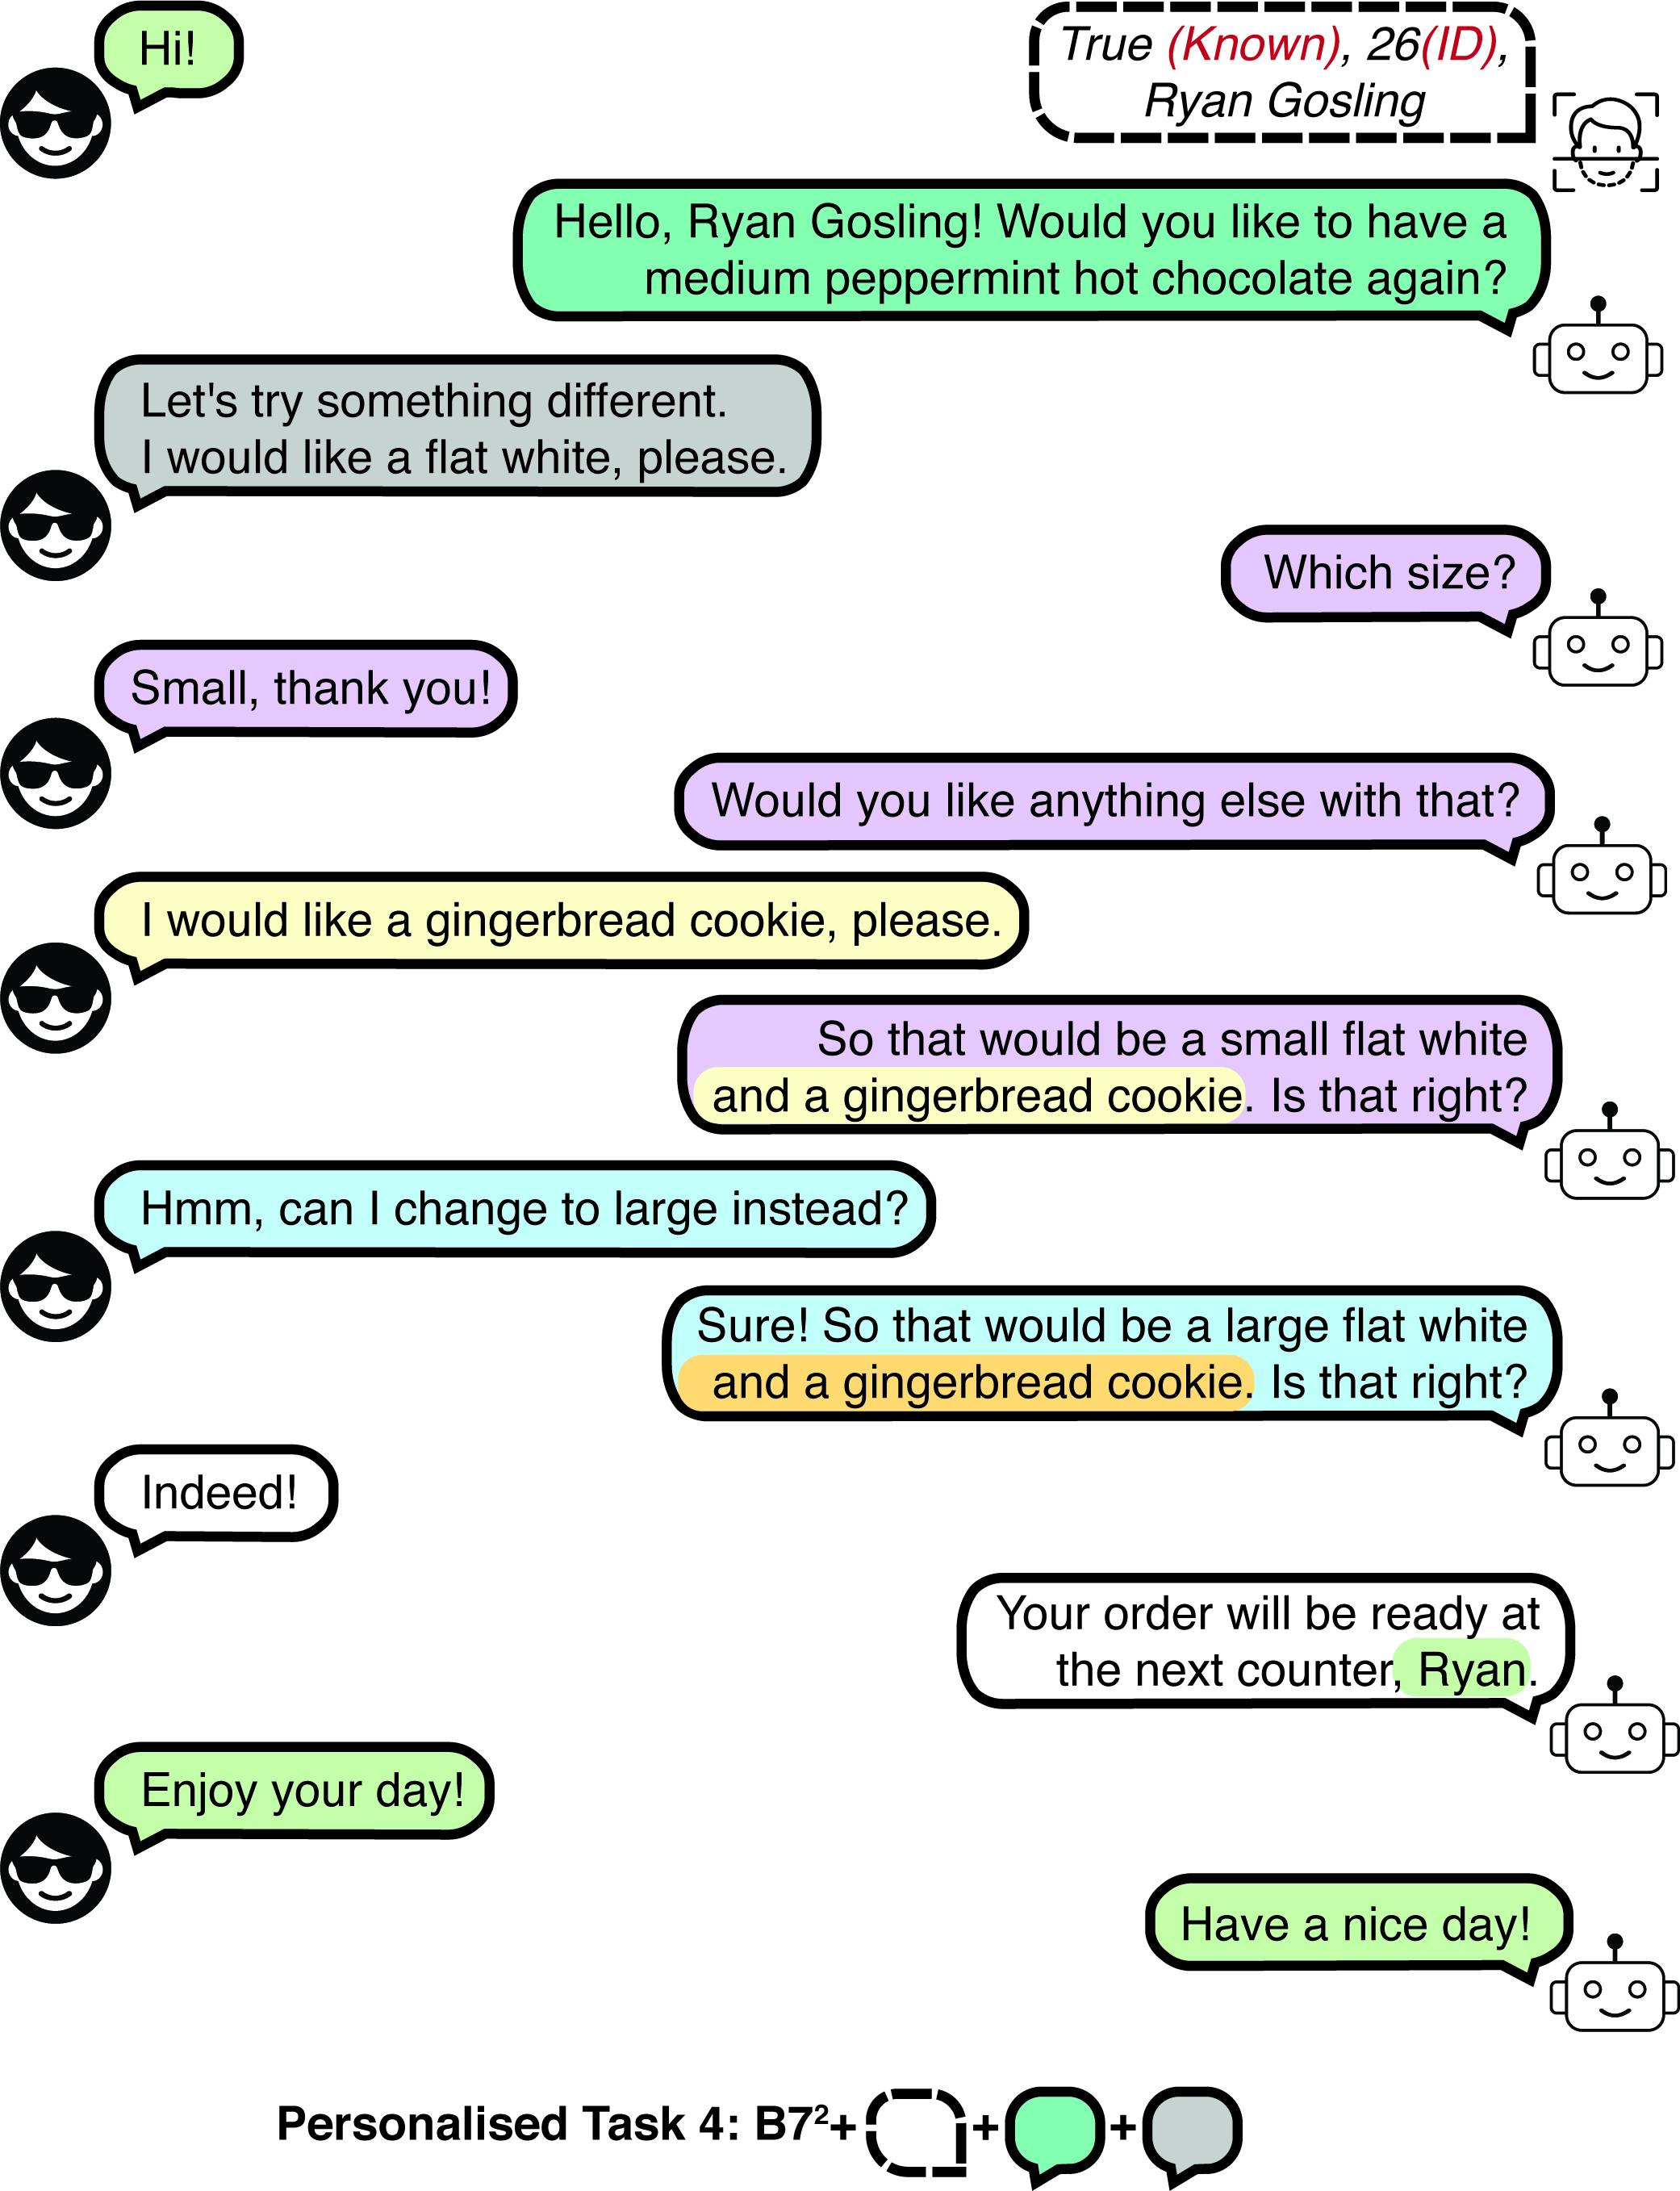 Hi!
True (Known), 26(ID),
Ryan Gosling
Hello, Ryan Gosling! Would you like to have a
medium peppermint hot chocolate again?
Let's try something different.
I would like a flat white, please.
Which size?
Small, thank you!
Would you like anything else with that?
I would like a gingerbread cookie, please.
So that would be a small flat white
and a gingerbread cookie. Is that right?
Hmm, can I change to large instead?
Sure! So that would be a large flat white
and a gingerbread cookie. Is that right?
Indeed!
Your order will be ready at
the next counter, Ryan.
Enjoy your day!
Have a nice day!
Personalised Task 4: B7²+ + +